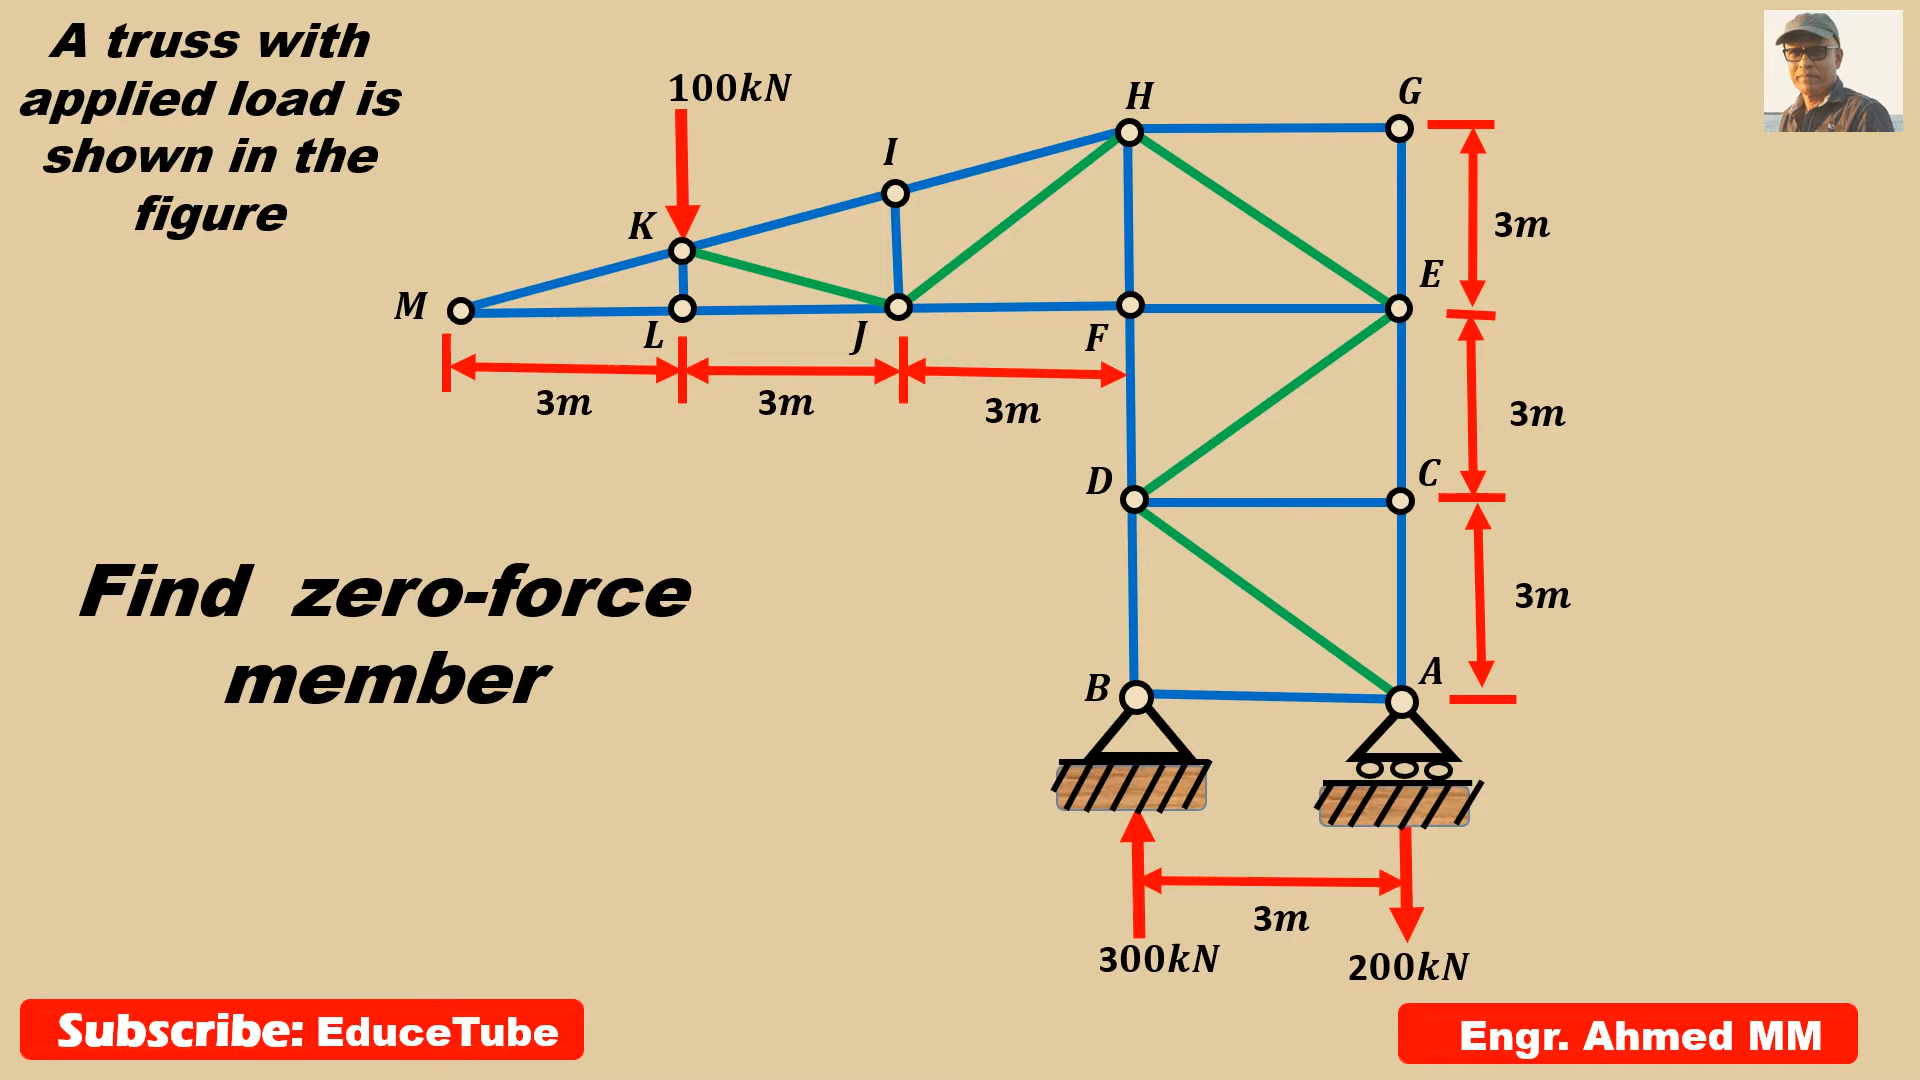 A truss with
applied load is
shown in the
figure
100kN
H
G
I
K
3m
E
M
L
J
F
3m
3m
3m
3m
D
C
Find zero-force
member
3m
B
A
3m
300kN
200kN
Subscribe: EduceTube
Engr. Ahmed MM